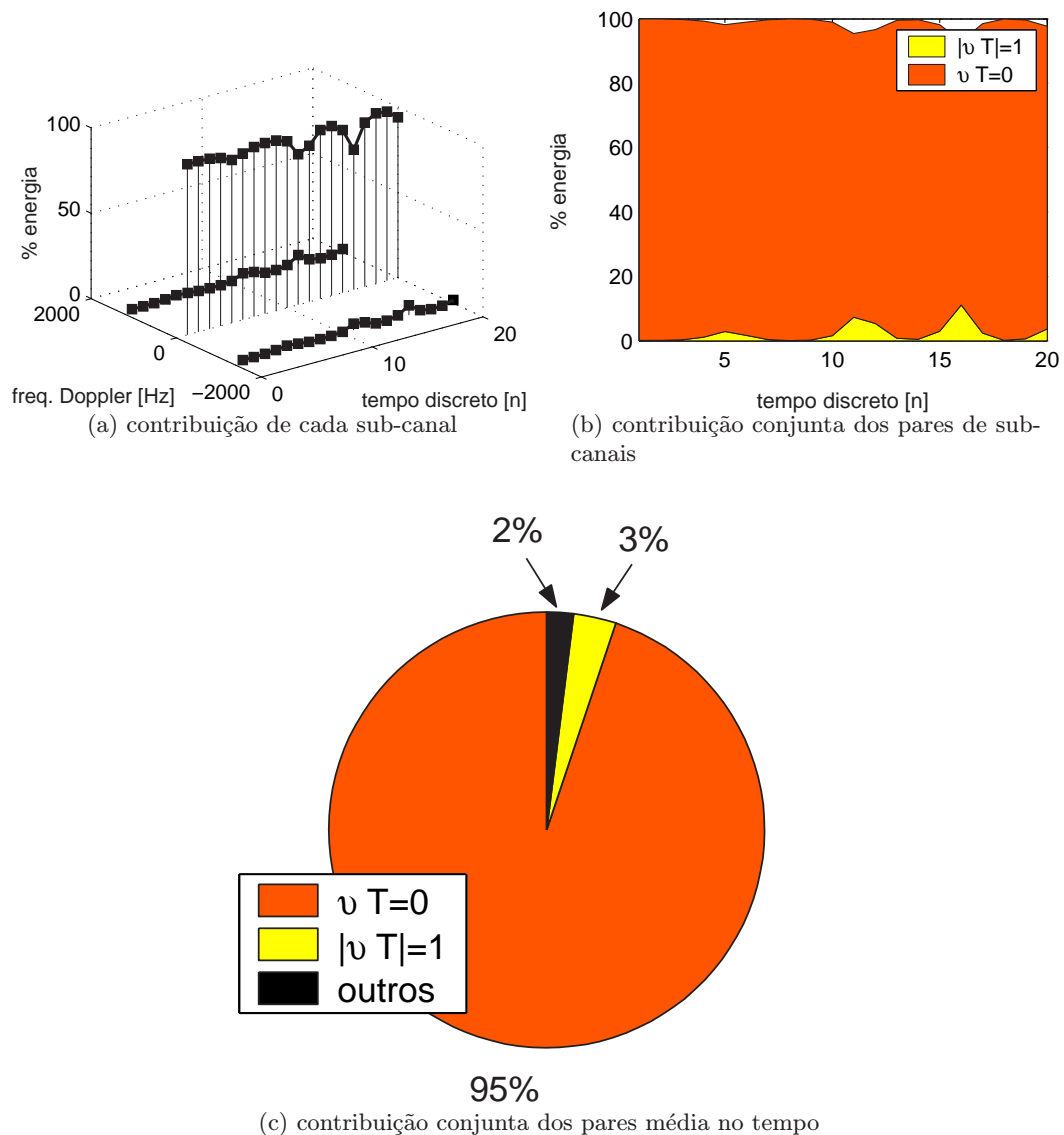 100
50
0
% energia
2000
0
−2000
freq. Doppler [Hz]
0
10
20
tempo discreto [n]
(a) contribuição de cada sub-canal
100
80
60
40
20
0
% energia
|υ T|=1
υ T=0
5
10
15
20
tempo discreto [n]
(b) contribuição conjunta dos pares de sub-
canais
2%
3%
υ T=0
|υ T|=1
outros
95%
(c) contribuição conjunta dos pares média no tempo